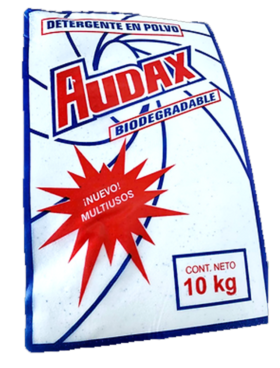 DETERGENTE EN POLVO
AUDAX
BIODEGRADABLE
¡NUEVO!
MULTIUSOS
CONT. NETO
10 kg